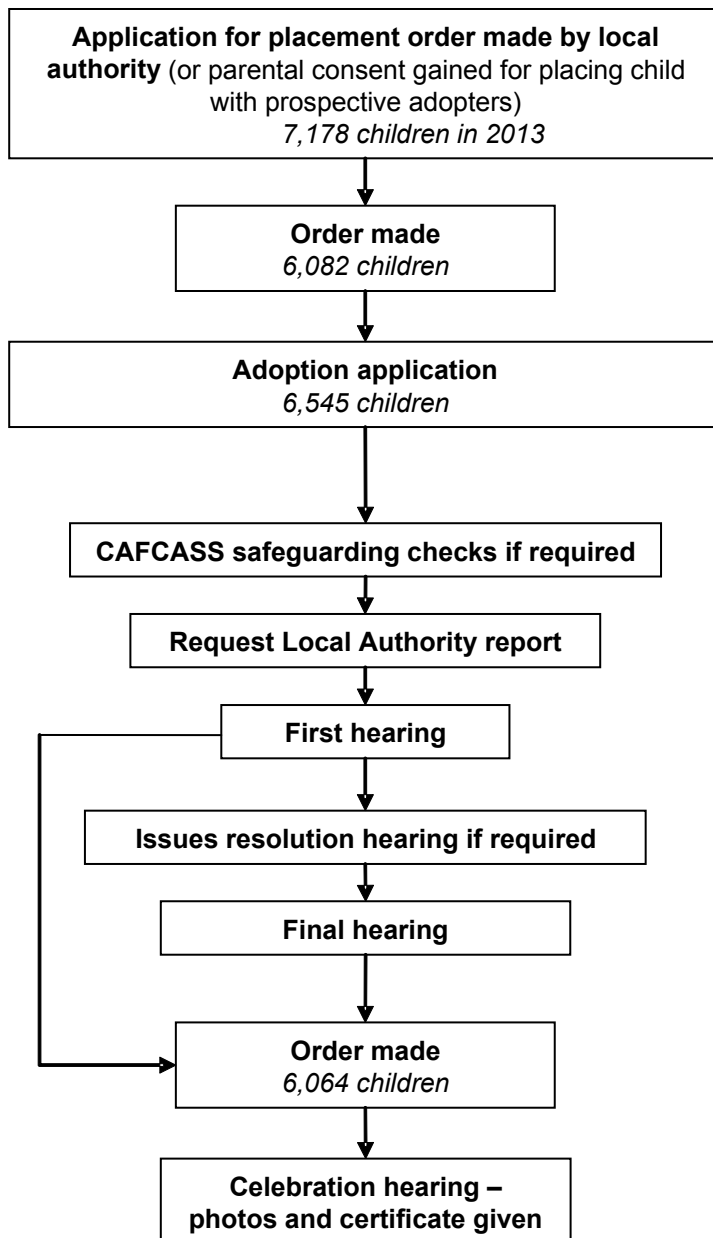 Application for placement order made by local
authority (or parental consent gained for placing child
with prospective adopters)
7,178 children in 2013
Order made
6,082 children
Adoption application
6,545 children
CAFCASS safeguarding checks if required
Request Local Authority report
First hearing
Issues resolution hearing if required
Final hearing
Order made
6,064 children
Celebration hearing –
photos and certificate given